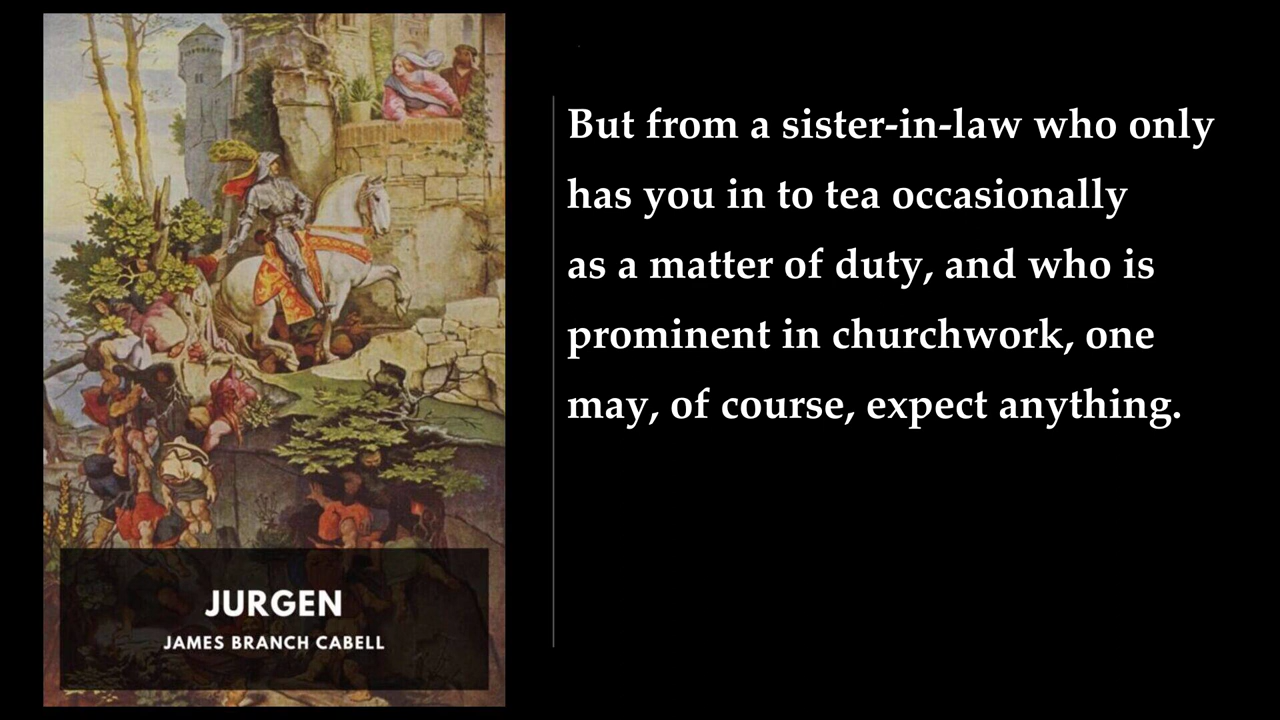 But from a sister-in-law who only
has you in to tea occasionally
as a matter of duty, and who is
prominent in churchwork, one
may, of course, expect anything.
JURGEN
JAMES BRANCH CABELL